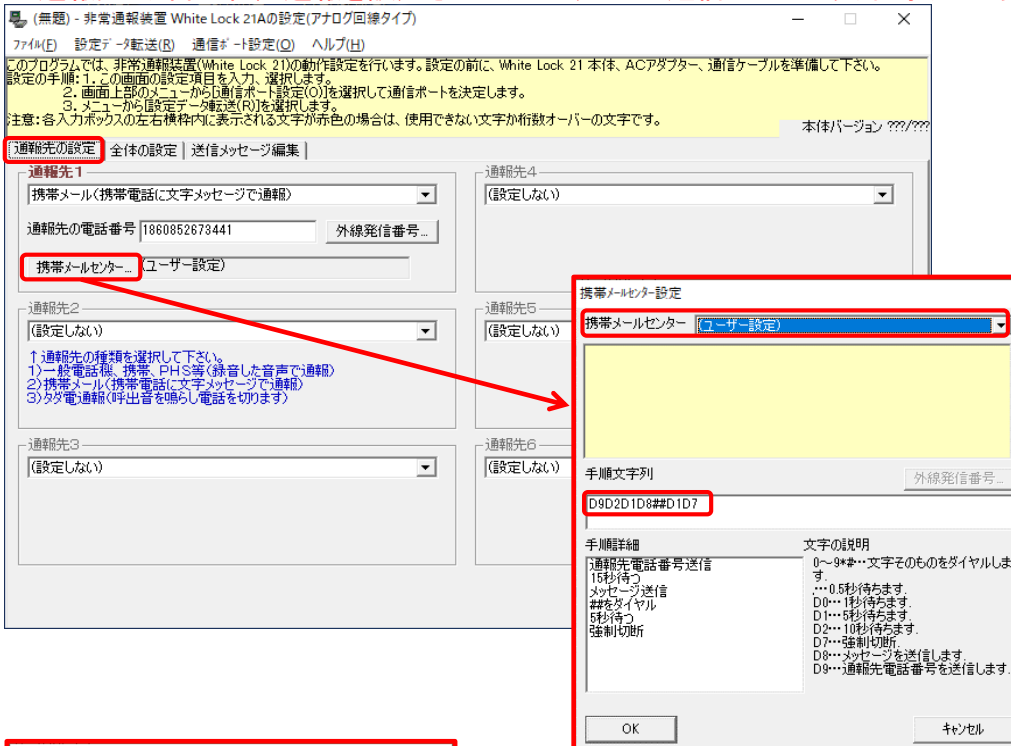 (無題) - 非常通報装置 White Lock 21Aの設定(アナログ回線タイプ)
ファイル(F) 設定データ転送(R) 通信ポート設定(O) ヘルプ(H)
このプログラムでは、非常通報装置(White Lock 21)の動作設定を行います。設定の前に、White Lock 21 本体、ACアダプター、通信ケーブルを準備して下さい。
設定の手順:1. この画面の設定項目を入力、選択します。
2. 画面上部のメニューから[通信ポート設定(O)]を選択して通信ポートを決定します。
3. メニューから[設定データ転送(R)]を選択します。
注意:各入力ボックスの左右横枠内に表示される文字が赤色の場合は、使用できない文字か桁数オーバーの文字です。
本体バージョン ???/???
通報先の設定 全体の設定 送信メッセージ編集
通報先1
携帯メール(携帯電話に文字メッセージで通報)
通報先の電話番号 1860852673441 外線発信番号...
携帯メールセンター... (ユーザー設定)
通報先4
(設定しない)
通報先2
(設定しない)
↑通報先の種類を選択して下さい。
1)一般電話機、携帯、PHS等(録音した音声で通報)
2)携帯メール(携帯電話に文字メッセージで通報)
3)タダ電通報(呼出音を鳴らし電話を切ります)
通報先5
(設定しない)
通報先3
(設定しない)
通報先6
(設定しない)
携帯メールセンター設定
携帯メールセンター (ユーザー設定)
手順文字列 外線発信番号...
D9D2D1D8##D1D7
手順詳細
通報先電話番号送信
15秒待つ
メッセージ送信
##をダイヤル
5秒待つ
強制切断
文字の説明
0～9*#…文字そのものをダイヤルしま
す.
,…0.5秒待ちます.
D0…1秒待ちます.
D1…5秒待ちます.
D2…10秒待ちます.
D7…強制切断.
D8…メッセージを送信します.
D9…通報先電話番号を送信します.
OK キャンセル